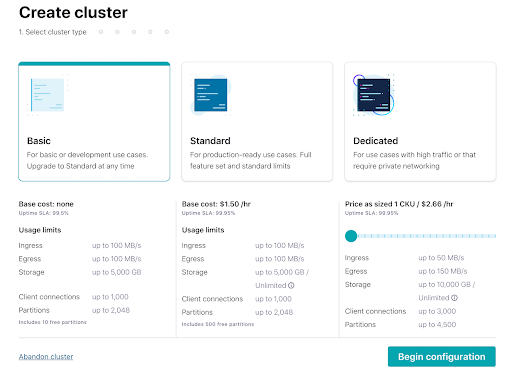 Create cluster
1. Select cluster type
Basic
For basic or development use cases.
Upgrade to Standard at any time
Standard
For production-ready use cases. Full
feature set and standard limits
Dedicated
For use cases with high traffic or that
require private networking
Base cost: none
Uptime SLA: 99.5%
Usage limits
Ingress up to 100 MB/s
Egress up to 100 MB/s
Storage up to 5,000 GB
Client connections up to 1,000
Partitions up to 2,048
Includes 10 free partitions
Base cost: $1.50 /hr
Uptime SLA: 99.95%
Usage limits
Ingress up to 100 MB/s
Egress up to 100 MB/s
Storage up to 5,000 GB /
Unlimited
Client connections up to 1,000
Partitions up to 2,048
Includes 500 free partitions
Price as sized 1 CKU / $2.66 /hr
Uptime SLA: 99.95%
Ingress up to 50 MB/s
Egress up to 150 MB/s
Storage up to 10,000 GB /
Unlimited
Client connections up to 3,000
Partitions up to 4,500
Abandon cluster
Begin configuration